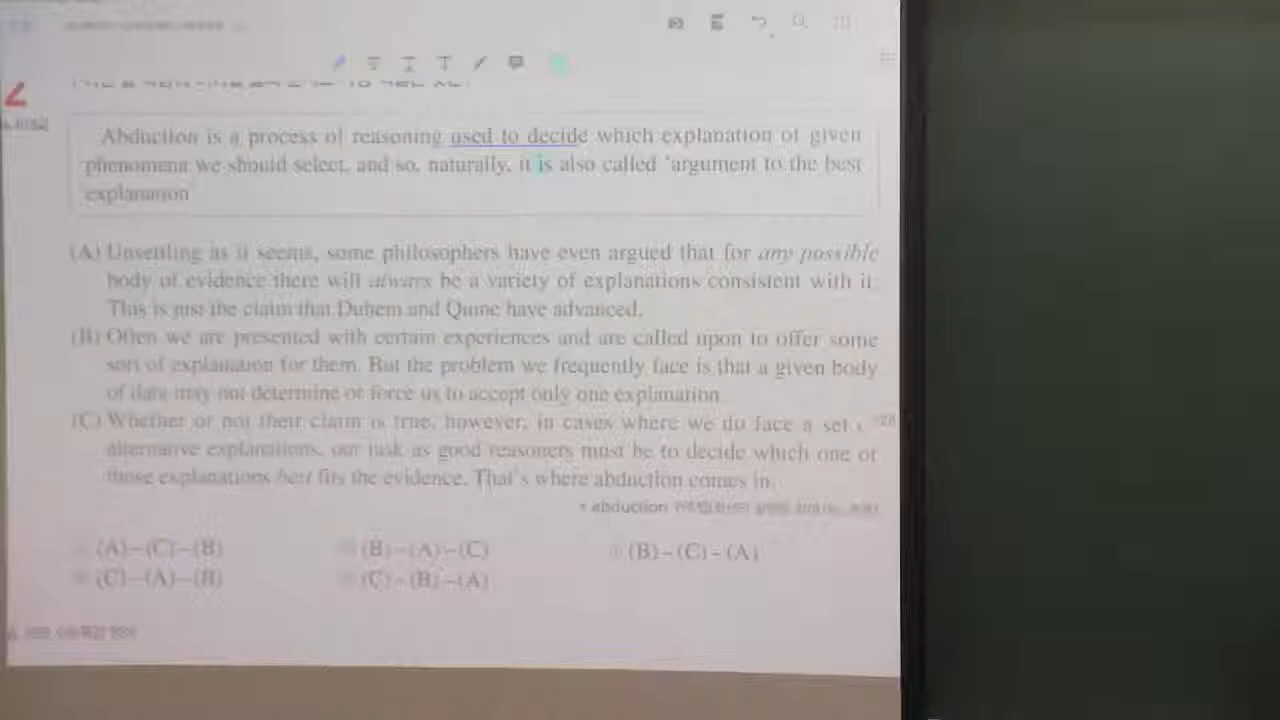 Abduction is a process of reasoning used to decide which explanation of given
phenomena we should select, and so, naturally, it is also called 'argument to the best
explanation
(A) Unsettling as it seems, some philosophers have even argued that for any possible
body of evidence there will always be a variety of explanations consistent with it.
This is just the claim that Duhem and Quine have advanced.
(B) Often we are presented with certain experiences and are called upon to offer some
sort of explanation for them. But the problem we frequently face is that a given body
of data may not determine or force us to accept only one explanation.
(C) Whether or not their claim is true, however, in cases where we do face a set
alternative explanations, our task as good reasoners must be to decide which one of
those explanations best fits the evidence. That's where abduction comes in.
* abduction
(A)-(C)-(B) (B)-(A)-(C) (B)-(C)-(A)
(C)-(A)-(B) (C)-(B)-(A)